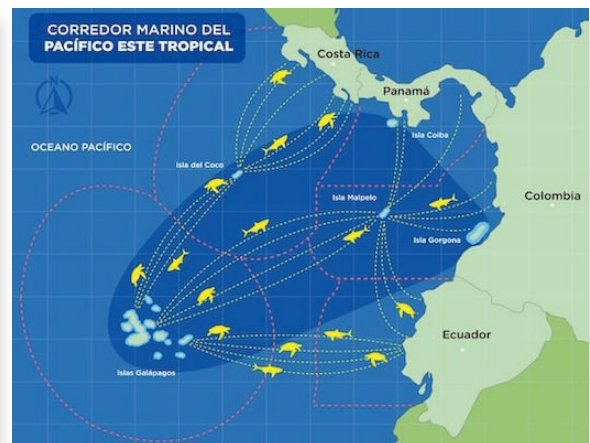 CORREDOR MARINO DEL
PACÍFICO ESTE TROPICAL
Costa Rica
Panamá
Isla Coiba
OCEANO PACÍFICO
Isla del Coco
Isla Malpelo
Colombia
Isla Gorgona
Ecuador
Islas Galápagos